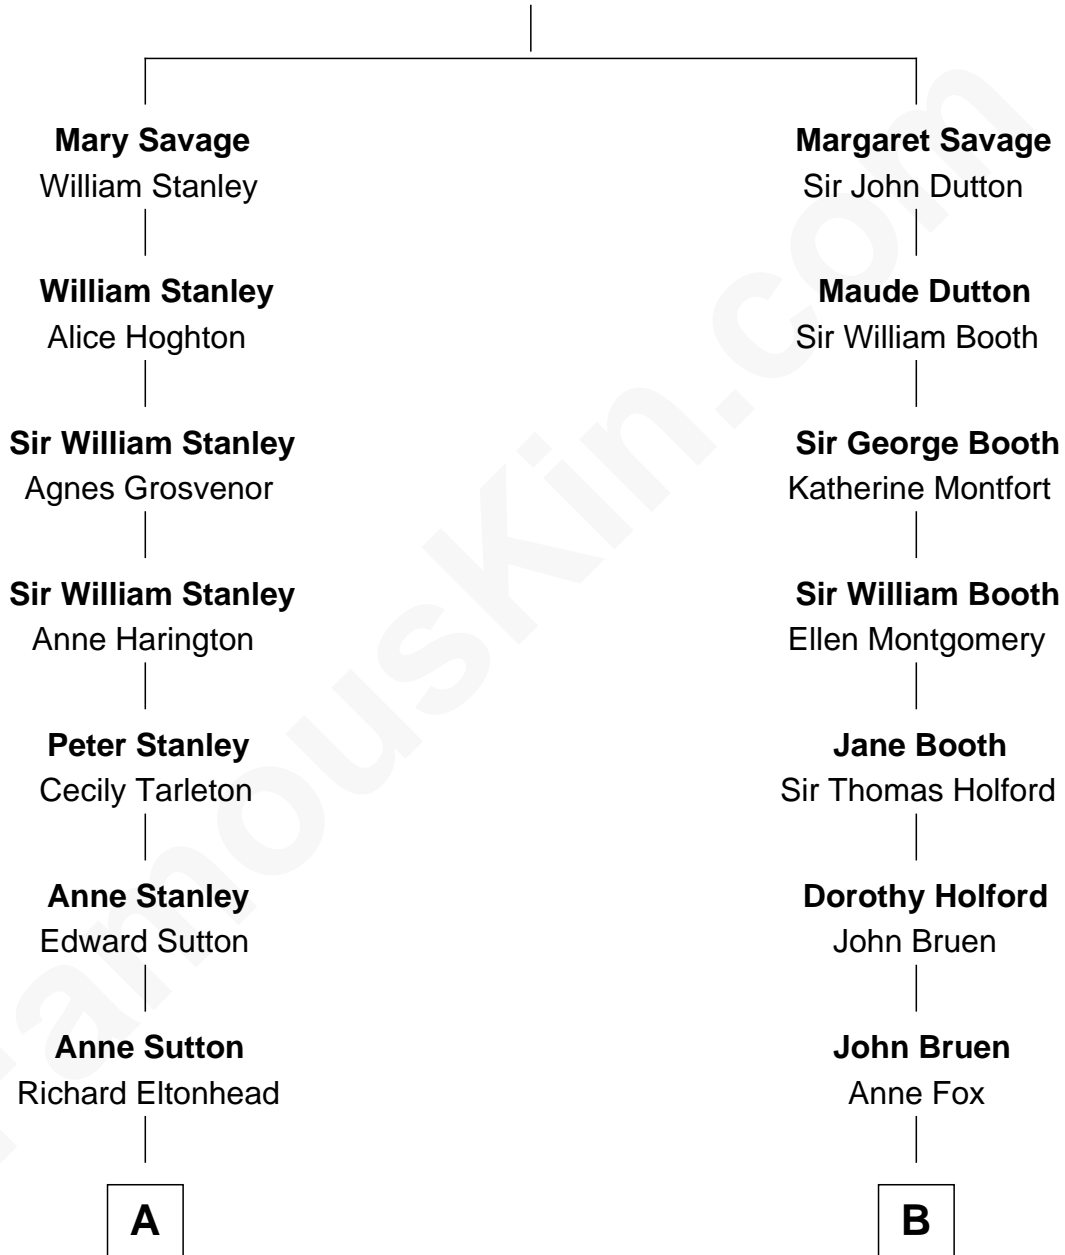 Mary Savage
William Stanley
William Stanley
Alice Hoghton
Sir William Stanley
Agnes Grosvenor
Sir William Stanley
Anne Harington
Peter Stanley
Cecily Tarleton
Anne Stanley
Edward Sutton
Anne Sutton
Richard Eltonhead
A
Margaret Savage
Sir John Dutton
Maude Dutton
Sir William Booth
Sir George Booth
Katherine Montfort
Sir William Booth
Ellen Montgomery
Jane Booth
Sir Thomas Holford
Dorothy Holford
John Bruen
John Bruen
Anne Fox
B
FamousKin.com